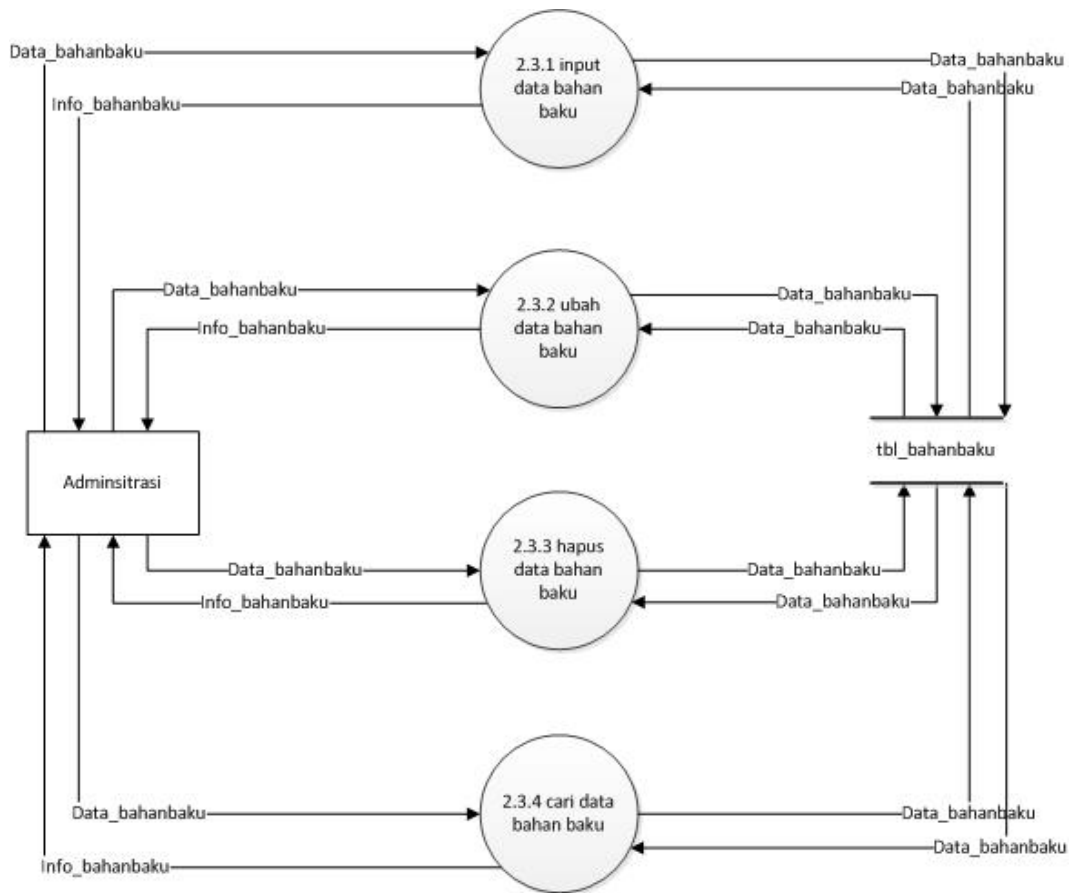 Data_bahanbaku
2.3.1 input
data bahan
baku
Data_bahanbaku
Info_bahanbaku
Data_bahanbaku
Data_bahanbaku
2.3.2 ubah
data bahan
baku
Data_bahanbaku
Info_bahanbaku
Data_bahanbaku
Adminsitrasi
tbl_bahanbaku
Data_bahanbaku
2.3.3 hapus
data bahan
baku
Data_bahanbaku
Info_bahanbaku
Data_bahanbaku
Data_bahanbaku
2.3.4 cari data
bahan baku
Data_bahanbaku
Info_bahanbaku
Data_bahanbaku